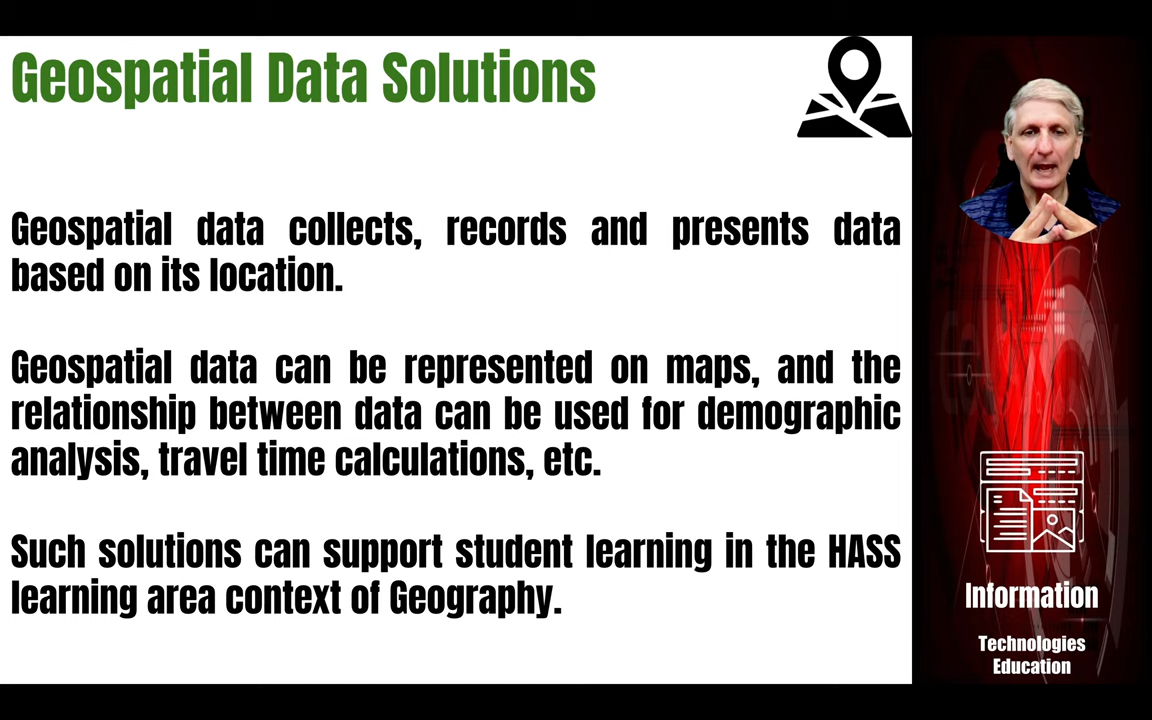 Geospatial Data Solutions
Geospatial data collects, records and presents data
based on its location.
Geospatial data can be represented on maps, and the
relationship between data can be used for demographic
analysis, travel time calculations, etc.
Such solutions can support student learning in the HASS
learning area context of Geography.
Information
Technologies
Education